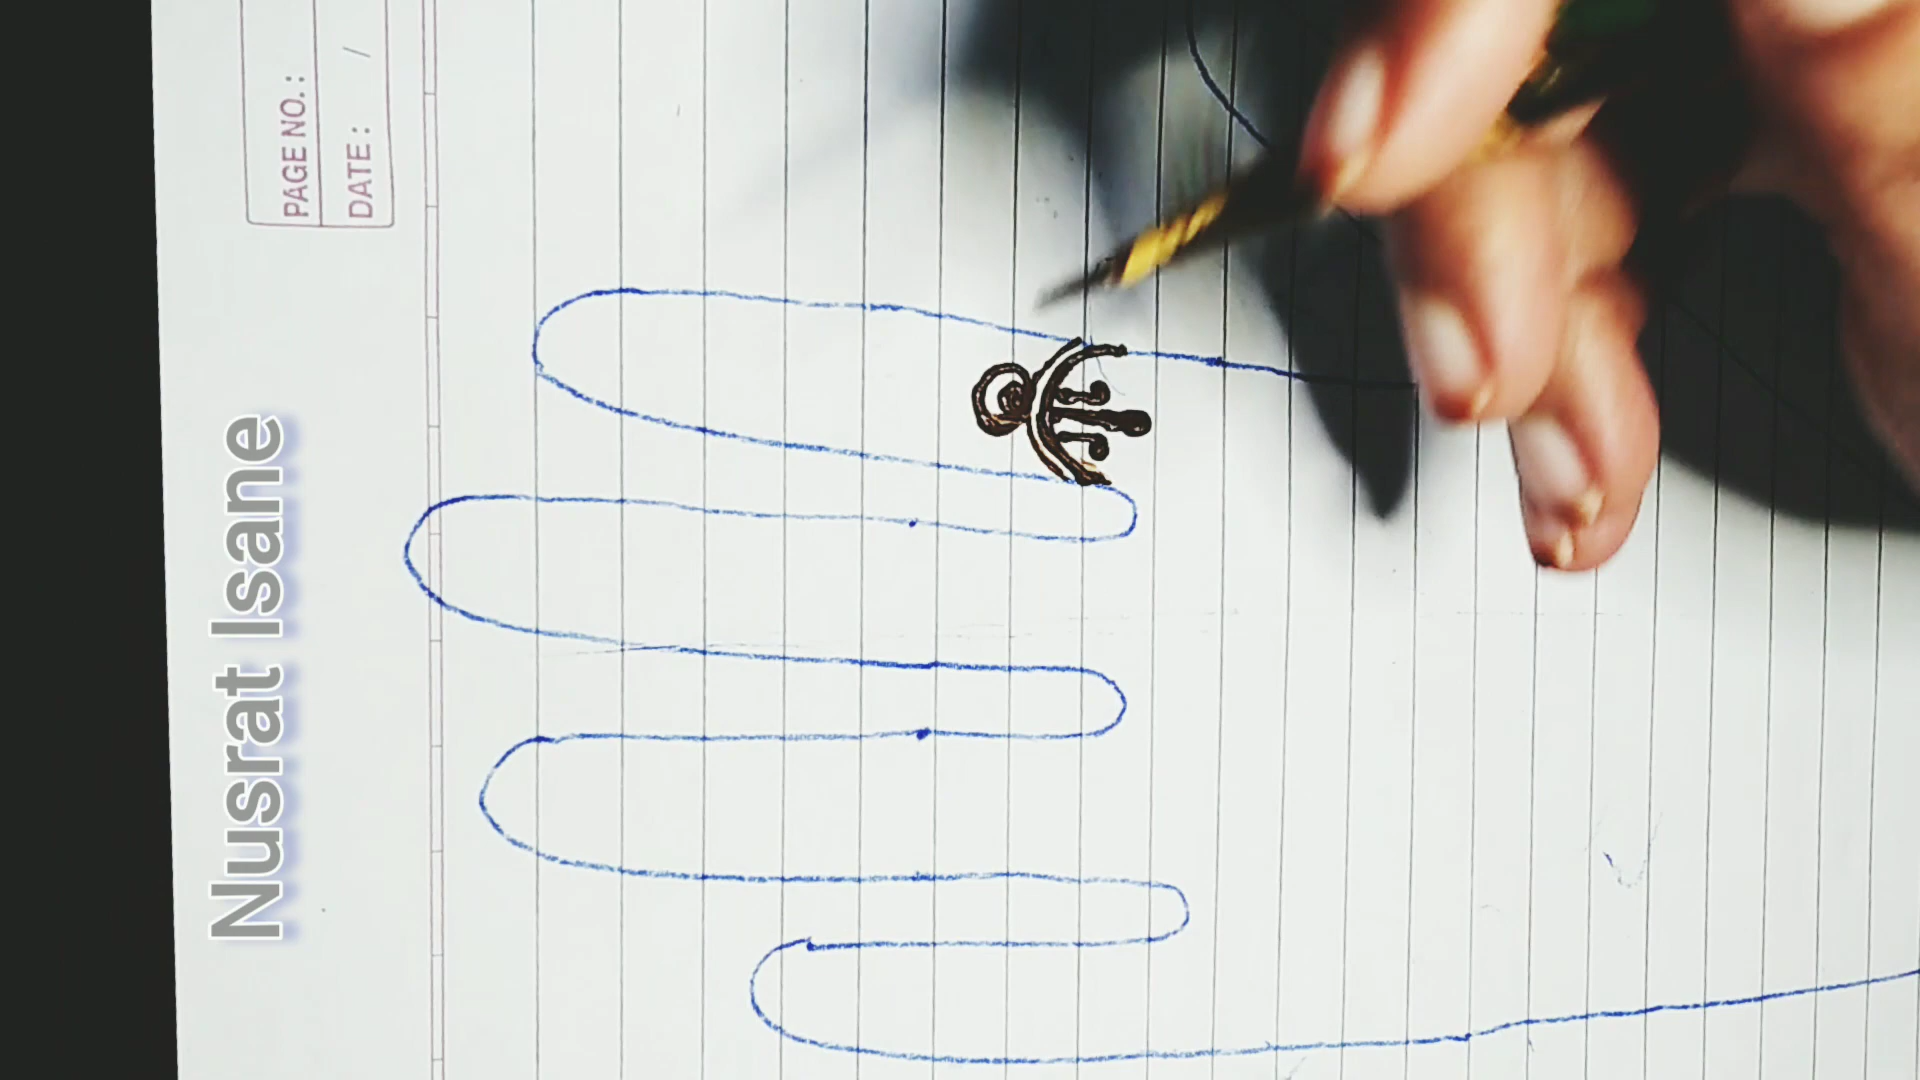 PAGE NO. :
DATE : /
Nusrat Isane